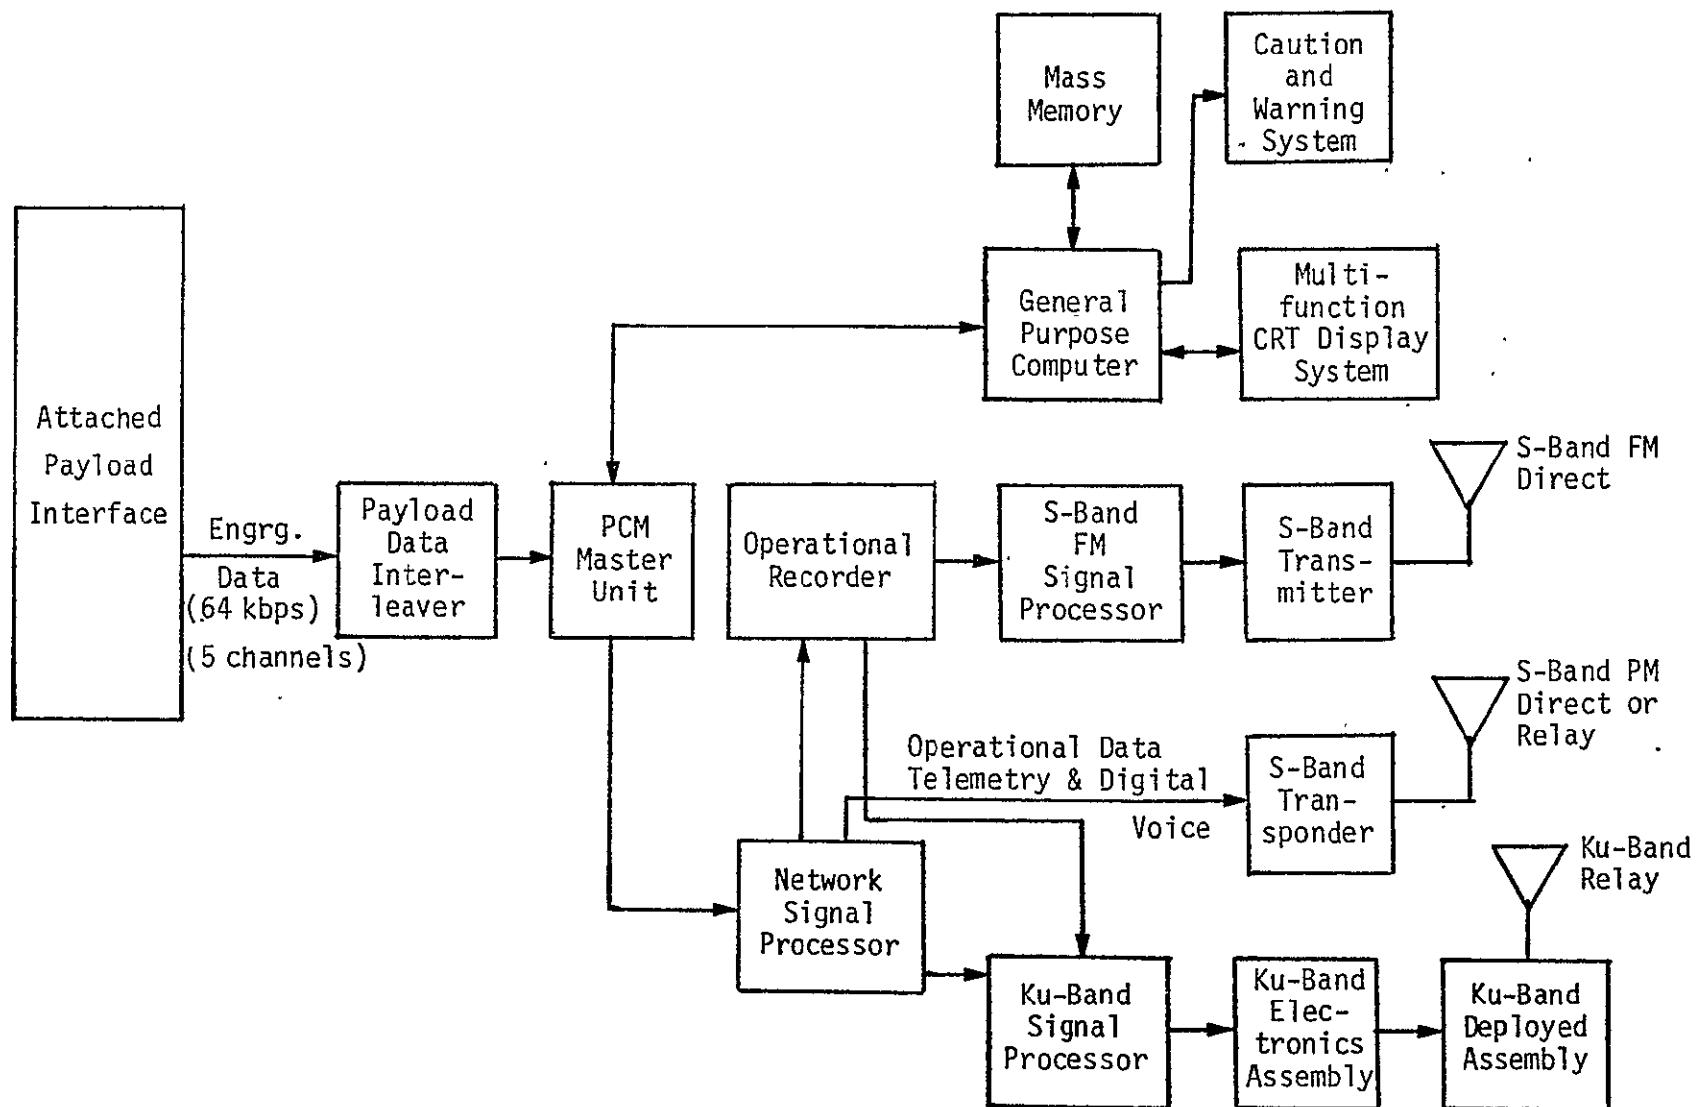 Mass
Memory
Caution
and
Warning
System
General
Purpose
Computer
Multi-
function
CRT Display
System
Attached
Payload
Interface
Engrg.
Data
(64 kbps)
(5 channels)
Payload
Data
Inter-
leaver
PCM
Master
Unit
Operational
Recorder
S-Band
FM
Signal
Processor
S-Band
Trans-
mitter
S-Band FM
Direct
Operational Data
Telemetry & Digital
Voice
S-Band
Tran-
sponder
S-Band PM
Direct or
Relay
Network
Signal
Processor
Ku-Band
Signal
Processor
Ku-Band
Elec-
tronics
Assembly
Ku-Band
Deployed
Assembly
Ku-Band
Relay